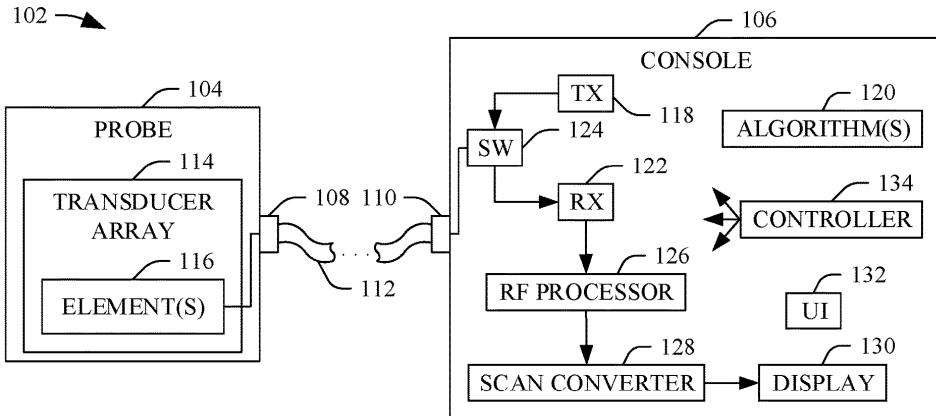 102
106
CONSOLE
104
PROBE
TX
118
120
ALGORITHM(S)
SW
124
114
TRANSDUCER
ARRAY
108
110
122
RX
134
CONTROLLER
116
ELEMENT(S)
. . .
112
126
RF PROCESSOR
132
UI
128
SCAN CONVERTER
130
DISPLAY